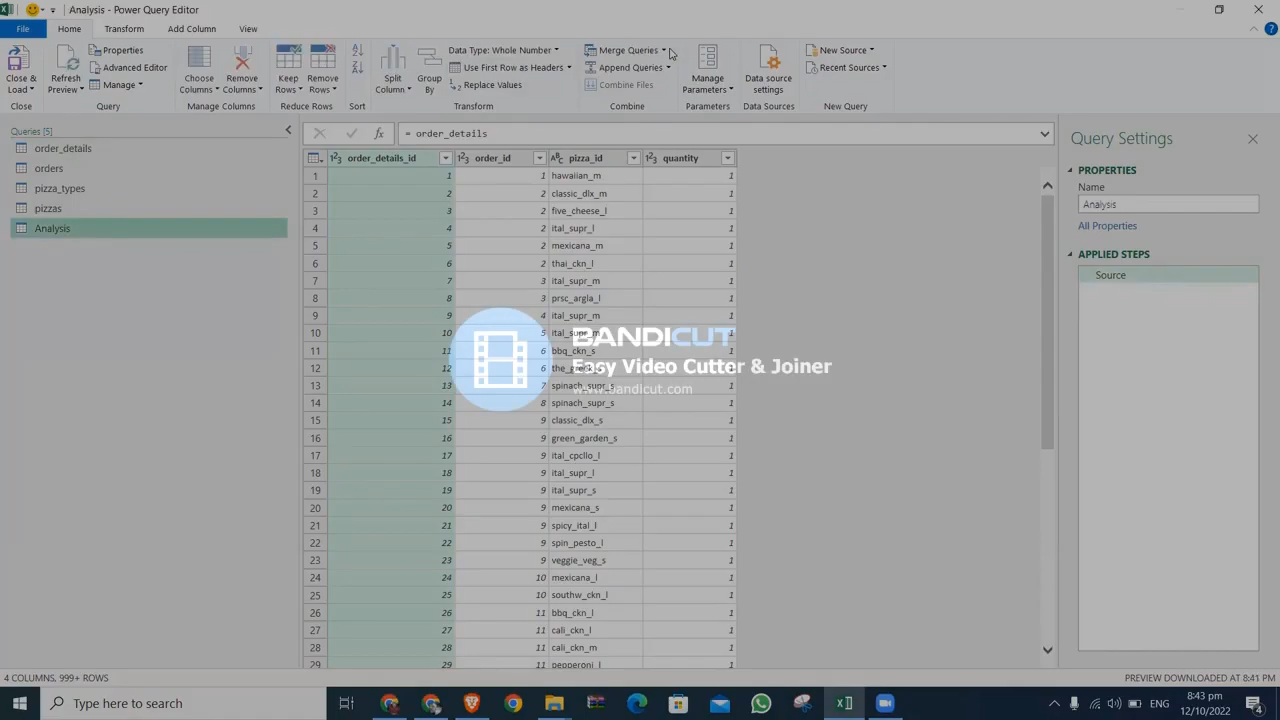 Analysis - Power Query Editor
File
Home
Transform
Add Column
View
Close &
Load
Close
Refresh
Preview
Properties
Advanced Editor
Manage
Query
Choose
Columns
Remove
Columns
Manage Columns
Keep
Rows
Remove
Rows
Reduce Rows
Sort
Split
Column
Group
By
Data Type: Whole Number
Use First Row as Headers
Replace Values
Transform
Merge Queries
Append Queries
Combine Files
Combine
Manage
Parameters
Parameters
Data source
settings
Data Sources
New Source
Recent Sources
New Query
Queries [5]
order_details
orders
pizza_types
pizzas
Analysis
fx
= order_details
order_details_id order_id pizza_id quantity
1 1 1 hawaiian_m 1
2 2 2 classic_dlx_m 1
3 3 2 five_cheese_l 1
4 4 2 ital_supr_l 1
5 5 2 mexicana_m 1
6 6 2 thai_ckn_l 1
7 7 3 ital_supr_m 1
8 8 3 prsc_argla_l 1
9 9 4 ital_supr_m 1
10 10 5 ital_supr_m 1
11 11 6 bbq_ckn_s 1
12 12 6 the_greek_s 1
13 13 7 spinach_supr_s 1
14 14 8 spinach_supr_s 1
15 15 9 classic_dlx_s 1
16 16 9 green_garden_s 1
17 17 9 ital_cpcllo_l 1
18 18 9 ital_supr_l 1
19 19 9 ital_supr_s 1
20 20 9 mexicana_s 1
21 21 9 spicy_ital_l 1
22 22 9 spin_pesto_l 1
23 23 9 veggie_veg_s 1
24 24 10 mexicana_l 1
25 25 10 southw_ckn_l 1
26 26 11 bbq_ckn_l 1
27 27 11 cali_ckn_l 1
28 28 11 cali_ckn_m 1
29 29 11 pepperoni_l 1
BANDICUT
Easy Video Cutter & Joiner
www.bandicut.com
Query Settings
PROPERTIES
Name
Analysis
All Properties
APPLIED STEPS
Source
4 COLUMNS, 999+ ROWS
PREVIEW DOWNLOADED AT 8:41 PM
Type here to search
ENG
8:43 pm
12/10/2022
4